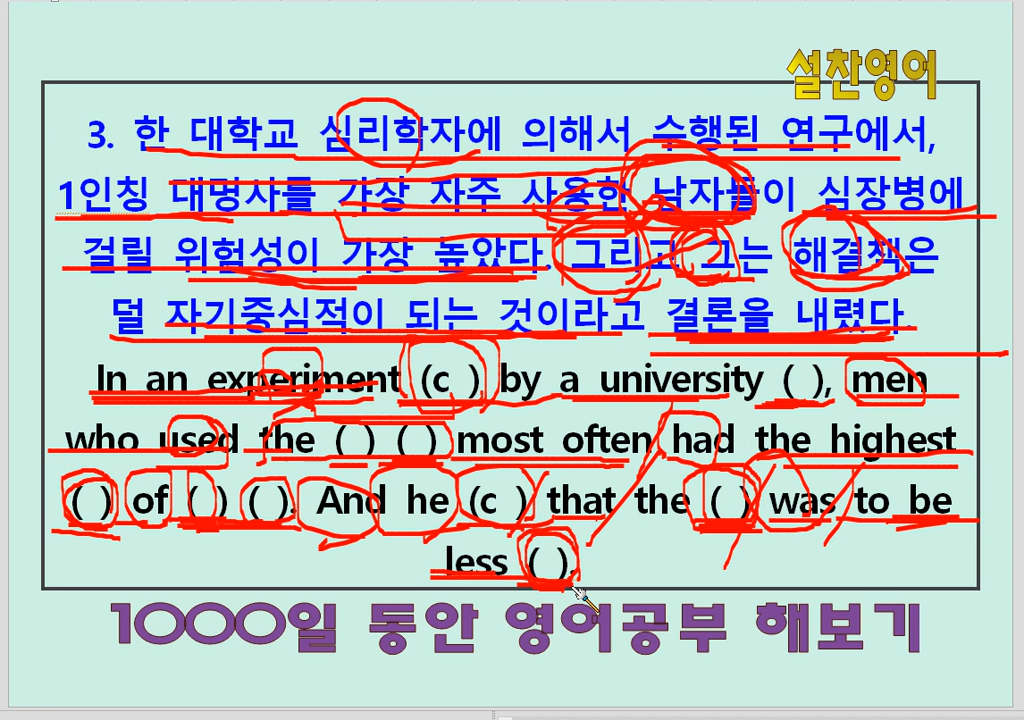 설찬영어
3. 한 대학교 심리학자에 의해서 수행된 연구에서,
1인칭 대명사를 가장 자주 사용한 남자들이 심장병에
걸릴 위험성이 가장 높았다. 그리고 그는 해결책은
덜 자기중심적이 되는 것이라고 결론을 내렸다.
In an experiment (c ) by a university ( ), men
who used the ( ) ( ) most often had the highest
( ) of ( ) ( ). And he (c ) that the ( ) was to be
less ( ).
1000일 동안 영어공부 해보기